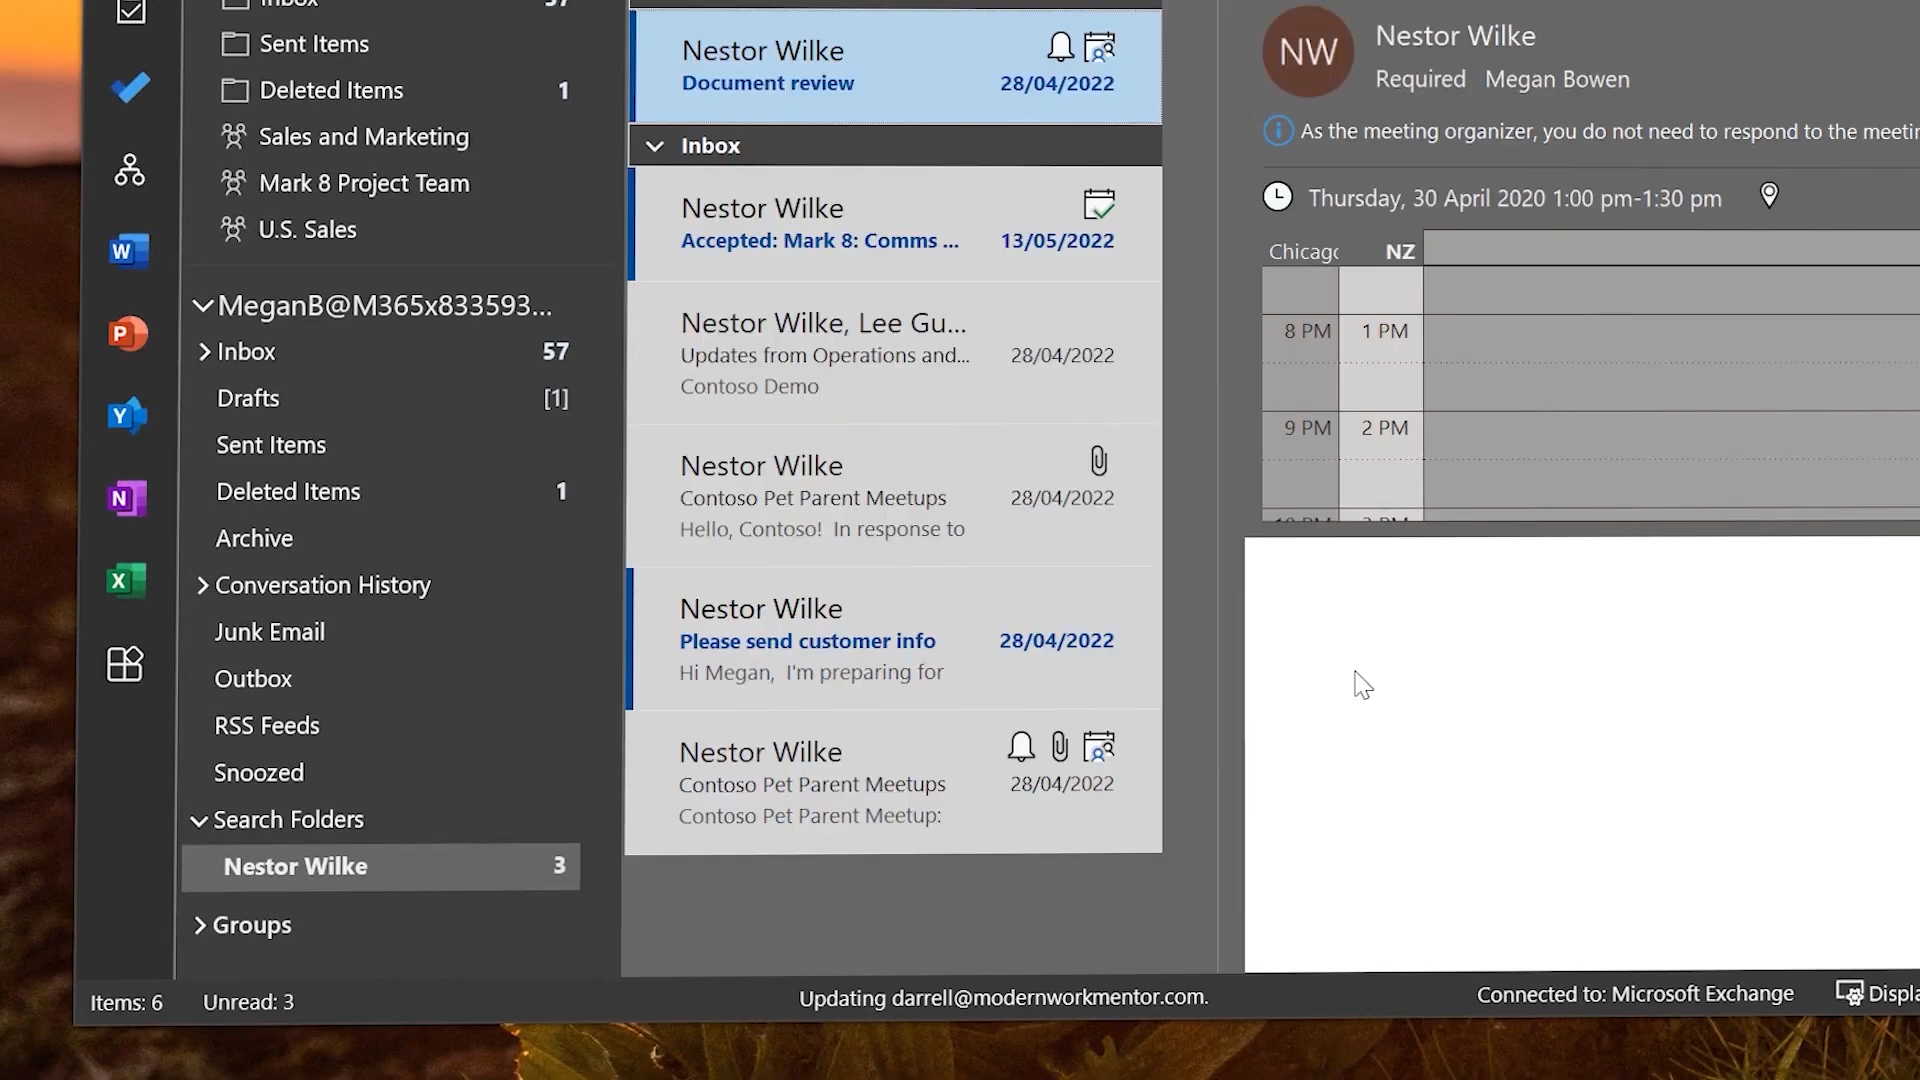 Sent Items
Deleted Items 1
Sales and Marketing
Mark 8 Project Team
U.S. Sales
MeganB@M365x833593...
Inbox 57
Drafts [1]
Sent Items
Deleted Items 1
Archive
Conversation History
Junk Email
Outbox
RSS Feeds
Snoozed
Search Folders
Nestor Wilke 3
Groups
W
P
Y
N
X
Nestor Wilke
Document review 28/04/2022
Inbox
Nestor Wilke
Accepted: Mark 8: Comms ... 13/05/2022
Nestor Wilke, Lee Gu...
Updates from Operations and... 28/04/2022
Contoso Demo
Nestor Wilke
Contoso Pet Parent Meetups 28/04/2022
Hello, Contoso! In response to
Nestor Wilke
Please send customer info 28/04/2022
Hi Megan, I'm preparing for
Nestor Wilke
Contoso Pet Parent Meetups 28/04/2022
Contoso Pet Parent Meetup:
NW
Nestor Wilke
Required Megan Bowen
As the meeting organizer, you do not need to respond to the
Thursday, 30 April 2020 1:00 pm-1:30 pm
NZ
8 PM 1 PM
9 PM 2 PM
Items: 6 Unread: 3
Updating darrell@modernworkmentor.com.
Connected to: Microsoft Exchange